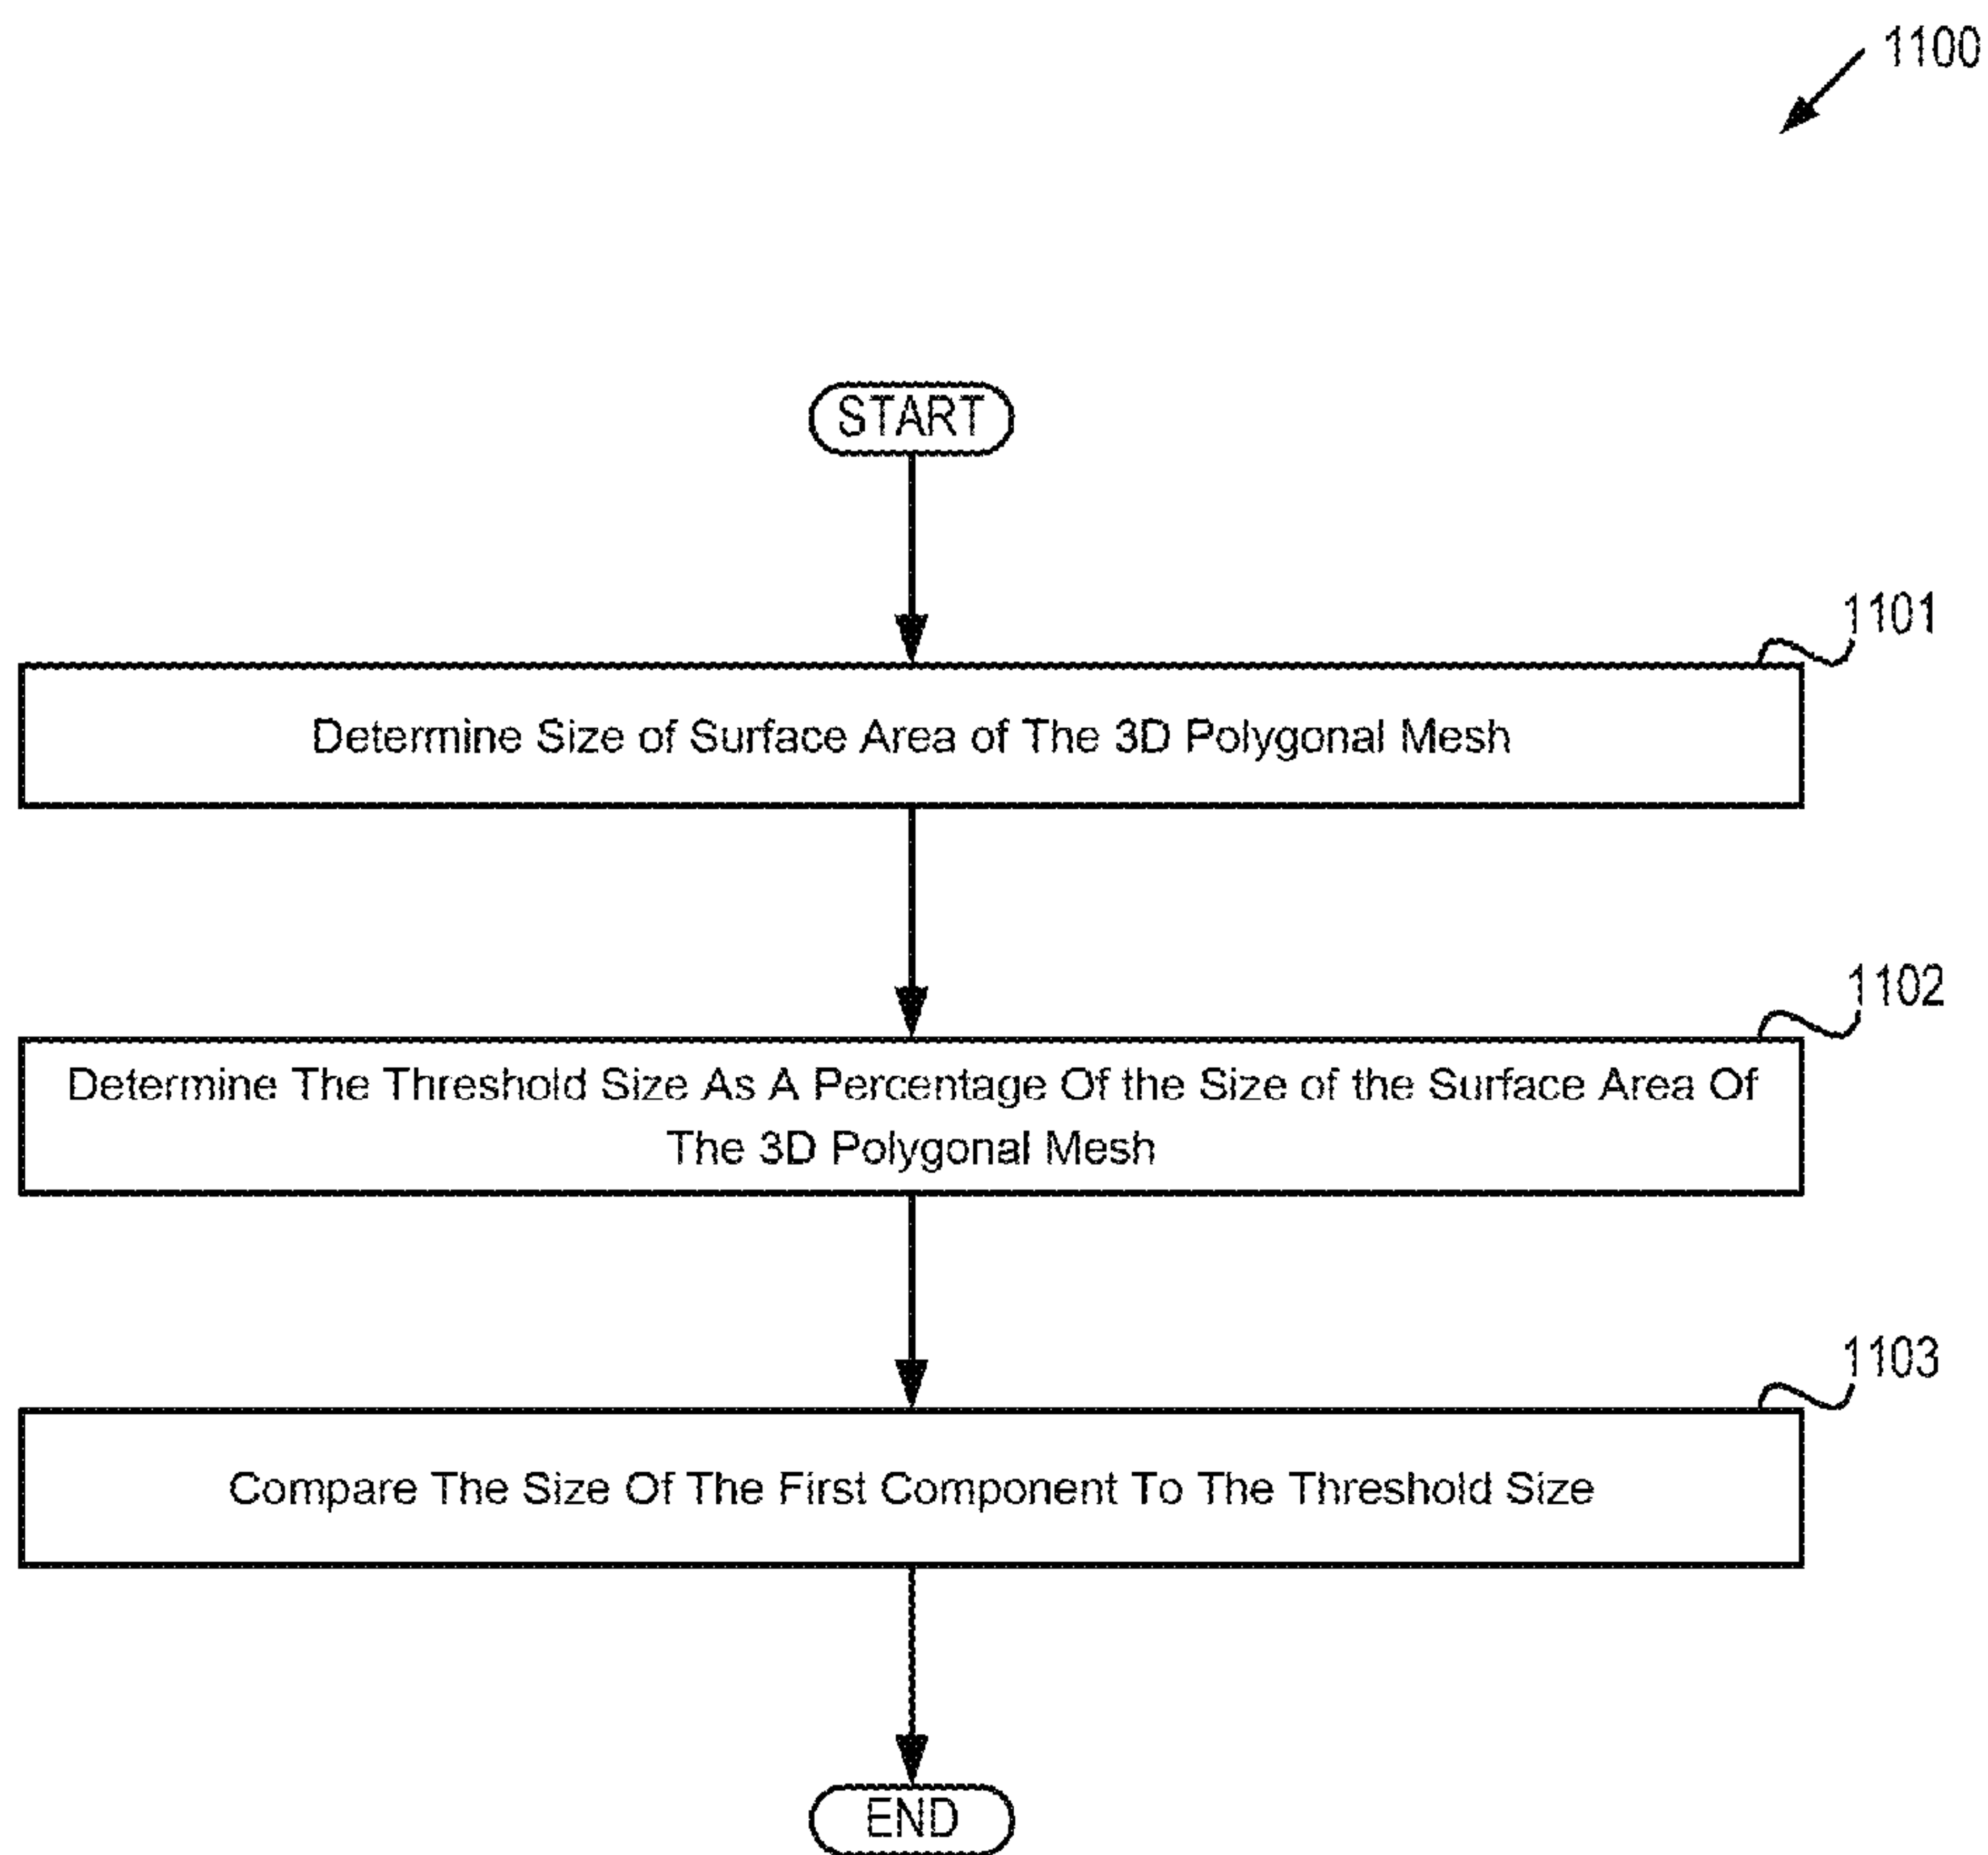 1100
START
1101
Determine Size of Surface Area of The 3D Polygonal Mesh
1102
Determine The Threshold Size As A Percentage Of the Size of the Surface Area Of
The 3D Polygonal Mesh
1103
Compare The Size Of The First Component To The Threshold Size
END